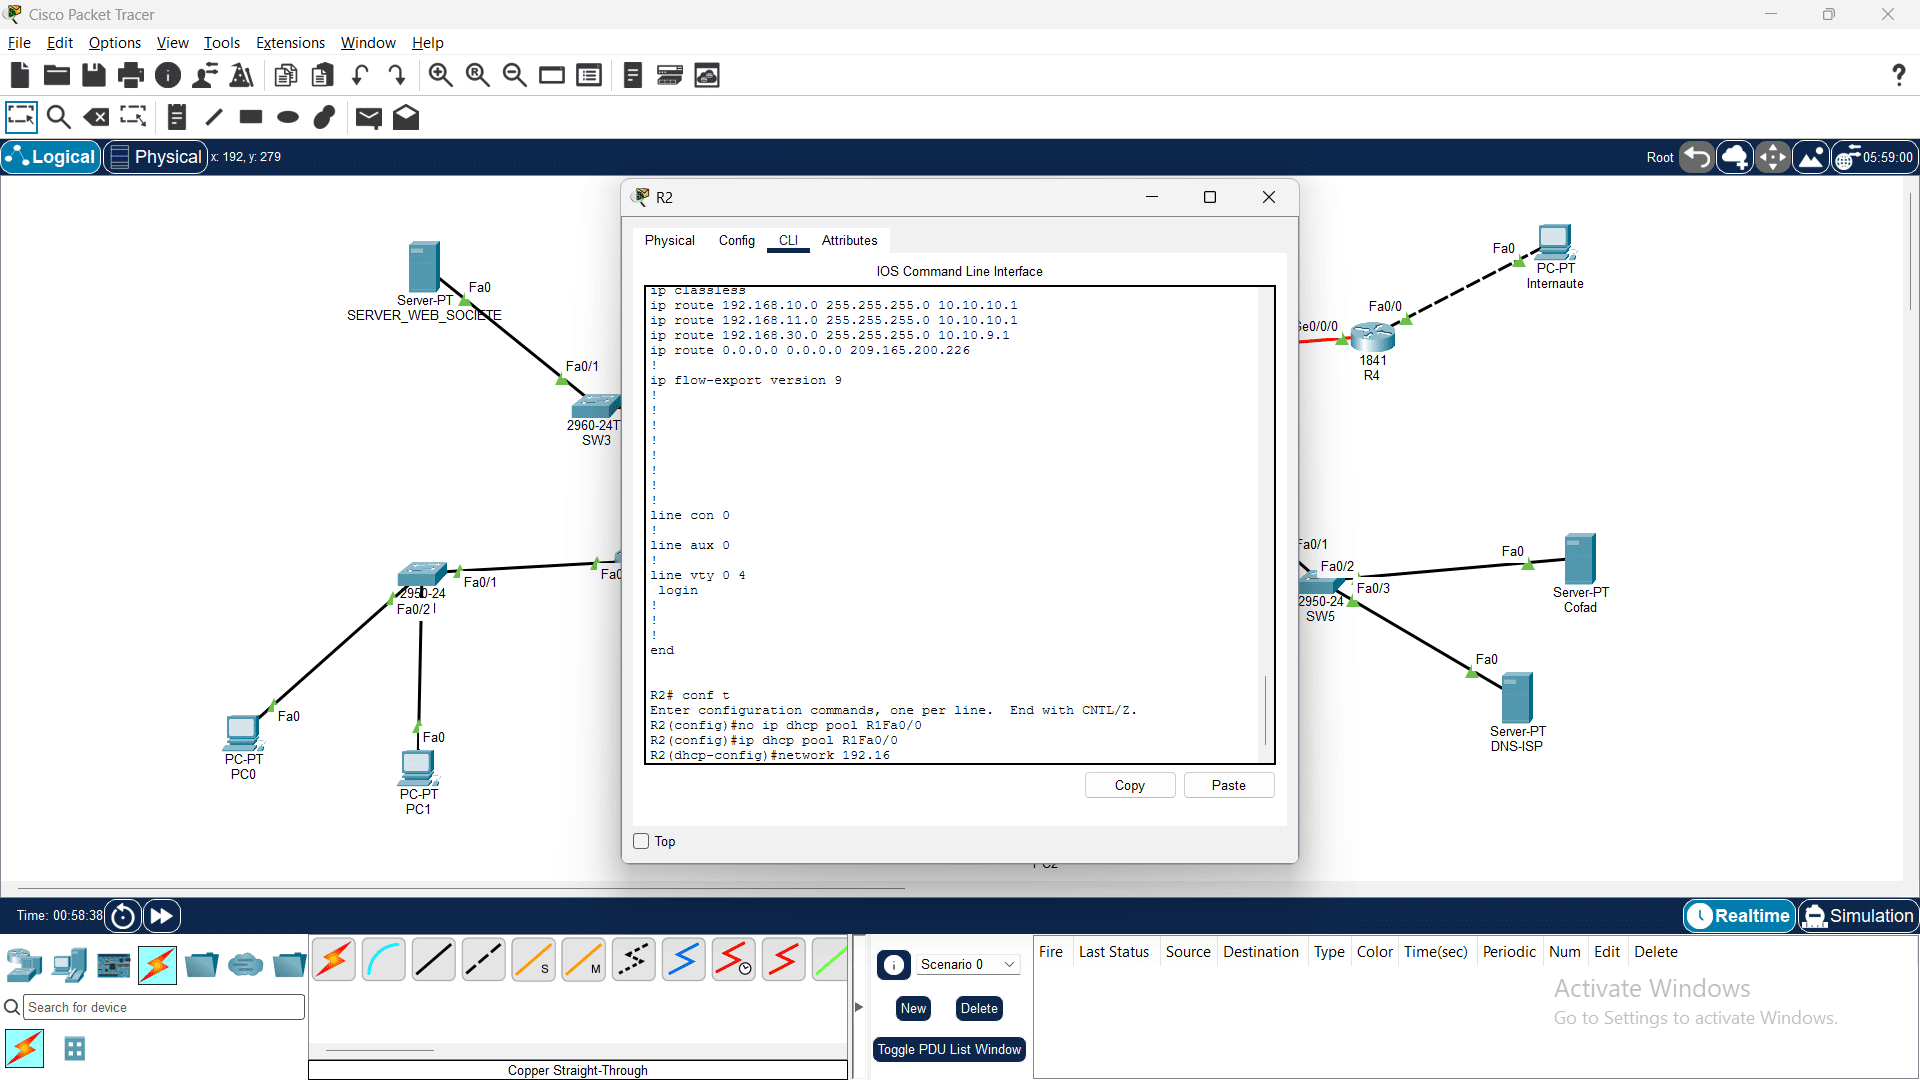 Cisco Packet Tracer
File Edit Options View Tools Extensions Window Help
Logical Physical x: 192, y: 279
Root 05:59:00
R2
Physical Config CLI Attributes
IOS Command Line Interface
ip classless
ip route 192.168.10.0 255.255.255.0 10.10.10.1
ip route 192.168.11.0 255.255.255.0 10.10.10.1
ip route 192.168.30.0 255.255.255.0 10.10.9.1
ip route 0.0.0.0 0.0.0.0 209.165.200.226
!
ip flow-export version 9
!
!
!
!
!
!
!
!
line con 0
!
line aux 0
!
line vty 0 4
login
!
!
!
end
R2# conf t
Enter configuration commands, one per line. End with CNTL/Z.
R2(config)#no ip dhcp pool R1Fa0/0
R2(config)#ip dhcp pool R1Fa0/0
R2(dhcp-config)#network 192.16
Copy Paste
Top
Fa0
Server-PT
SERVER_WEB_SOCIETE
Fa0/1
2960-24T
SW3
2950-24
Fa0/1
Fa0/2
Fa0
PC-PT
PC0
Fa0
PC-PT
PC1
Fa0
PC-PT
Internaute
Fa0/0
Se0/0/0
1841
R4
Fa0/1
Fa0/2
Fa0/3
2950-24
SW5
Fa0
Server-PT
Cofad
Fa0
Server-PT
DNS-ISP
PC2
Time: 00:58:38
Realtime Simulation
Search for device
S
M
Copper Straight-Through
Scenario 0
New Delete
Toggle PDU List Window
Fire Last Status Source Destination Type Color Time(sec) Periodic Num Edit Delete
Activate Windows
Go to Settings to activate Windows.